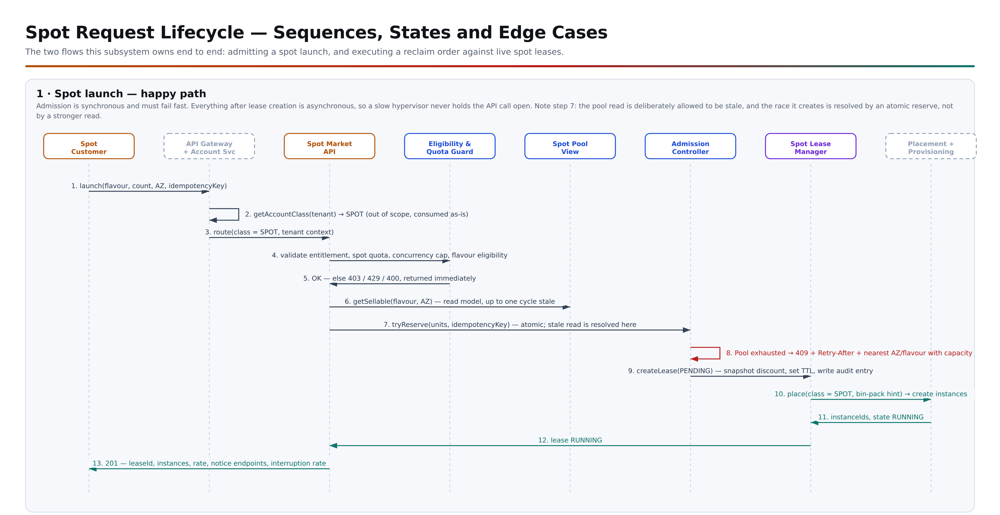 Spot Request Lifecycle — Sequences, States and Edge Cases
The two flows this subsystem owns end to end: admitting a spot launch, and executing a reclaim order against live spot leases.
1 · Spot launch — happy path
Admission is synchronous and must fail fast. Everything after lease creation is asynchronous, so a slow hypervisor never holds the API call open. Note step 7: the pool read is deliberately allowed to be stale, and the race it creates is resolved by an atomic reserve, not
by a stronger read.
Spot
Customer
API Gateway
+ Account Svc
Spot Market
API
Eligibility &
Quota Guard
Spot Pool
View
Admission
Controller
Spot Lease
Manager
Placement +
Provisioning
1. launch(flavour, count, AZ, idempotencyKey)
2. getAccountClass(tenant) → SPOT (out of scope, consumed as-is)
3. route(class = SPOT, tenant context)
4. validate entitlement, spot quota, concurrency cap, flavour eligibility
5. OK — else 403 / 429 / 400, returned immediately
6. getSellable(flavour, AZ) — read model, up to one cycle stale
7. tryReserve(units, idempotencyKey) — atomic; stale read is resolved here
8. Pool exhausted → 409 + Retry-After + nearest AZ/flavour with capacity
9. createLease(PENDING) — snapshot discount, set TTL, write audit entry
10. place(class = SPOT, bin-pack hint) → create instances
11. instanceIds, state RUNNING
12. lease RUNNING
13. 201 — leaseId, instances, rate, notice endpoints, interruption rate